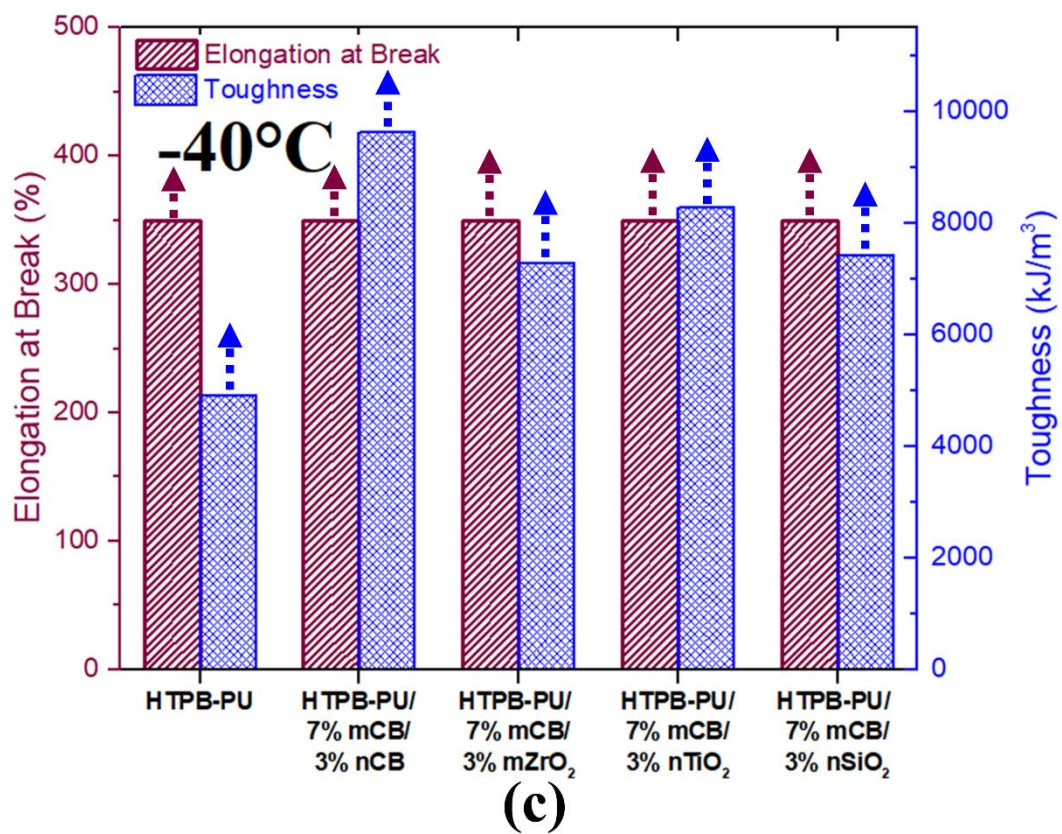 500
400
300
200
100
0
Elongation at Break (%)
Elongation at Break
Toughness
-40°C
10000
8000
6000
4000
2000
0
Toughness (kJ/m³)
HTPB-PU
HTPB-PU/
7% mCB/
3% nCB
HTPB-PU/
7% mCB/
3% mZrO₂
HTPB-PU/
7% mCB/
3% nTiO₂
HTPB-PU/
7% mCB/
3% nSiO₂
(c)